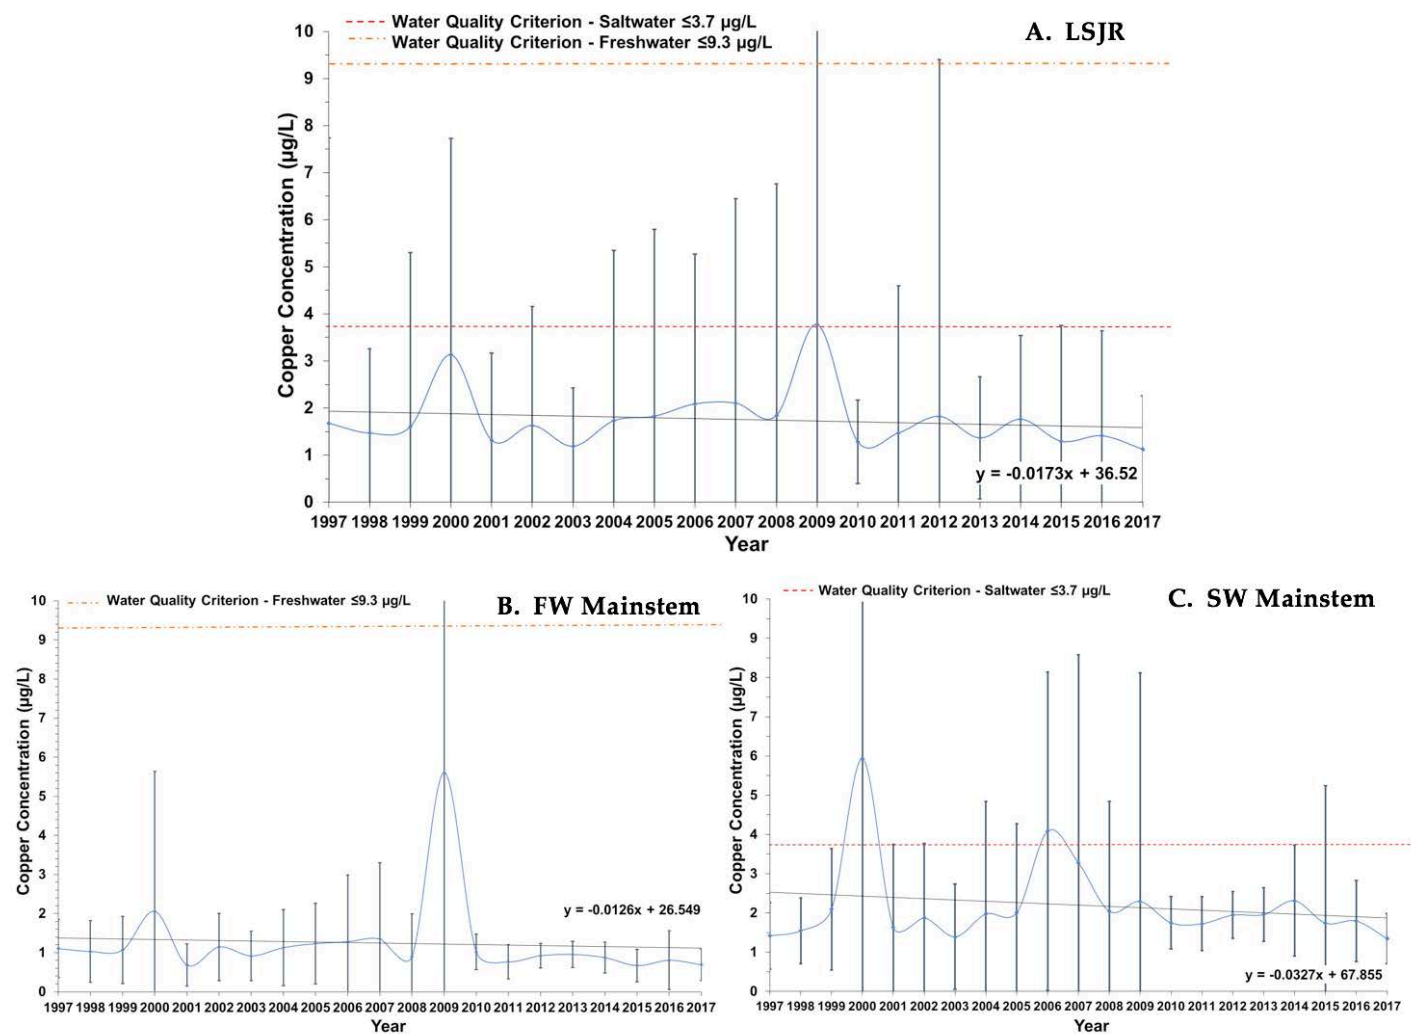 Water Quality Criterion - Saltwater ≤3.7 µg/L
Water Quality Criterion - Freshwater ≤9.3 µg/L
A. LSJR
Copper Concentration (µg/L)
10
9
8
7
6
5
4
3
2
1
0
y = -0.0173x + 36.52
1997 1998 1999 2000 2001 2002 2003 2004 2005 2006 2007 2008 2009 2010 2011 2012 2013 2014 2015 2016 2017
Year
Water Quality Criterion - Freshwater ≤9.3 µg/L
B. FW Mainstem
Copper Concentration (µg/L)
10
9
8
7
6
5
4
3
2
1
0
y = -0.0126x + 26.549
1997 1998 1999 2000 2001 2002 2003 2004 2005 2006 2007 2008 2009 2010 2011 2012 2013 2014 2015 2016 2017
Year
Water Quality Criterion - Saltwater ≤3.7 µg/L
C. SW Mainstem
Copper Concentration (µg/L)
10
9
8
7
6
5
4
3
2
1
0
y = -0.0327x + 67.855
1997 1998 1999 2000 2001 2002 2003 2004 2005 2006 2007 2008 2009 2010 2011 2012 2013 2014 2015 2016 2017
Year